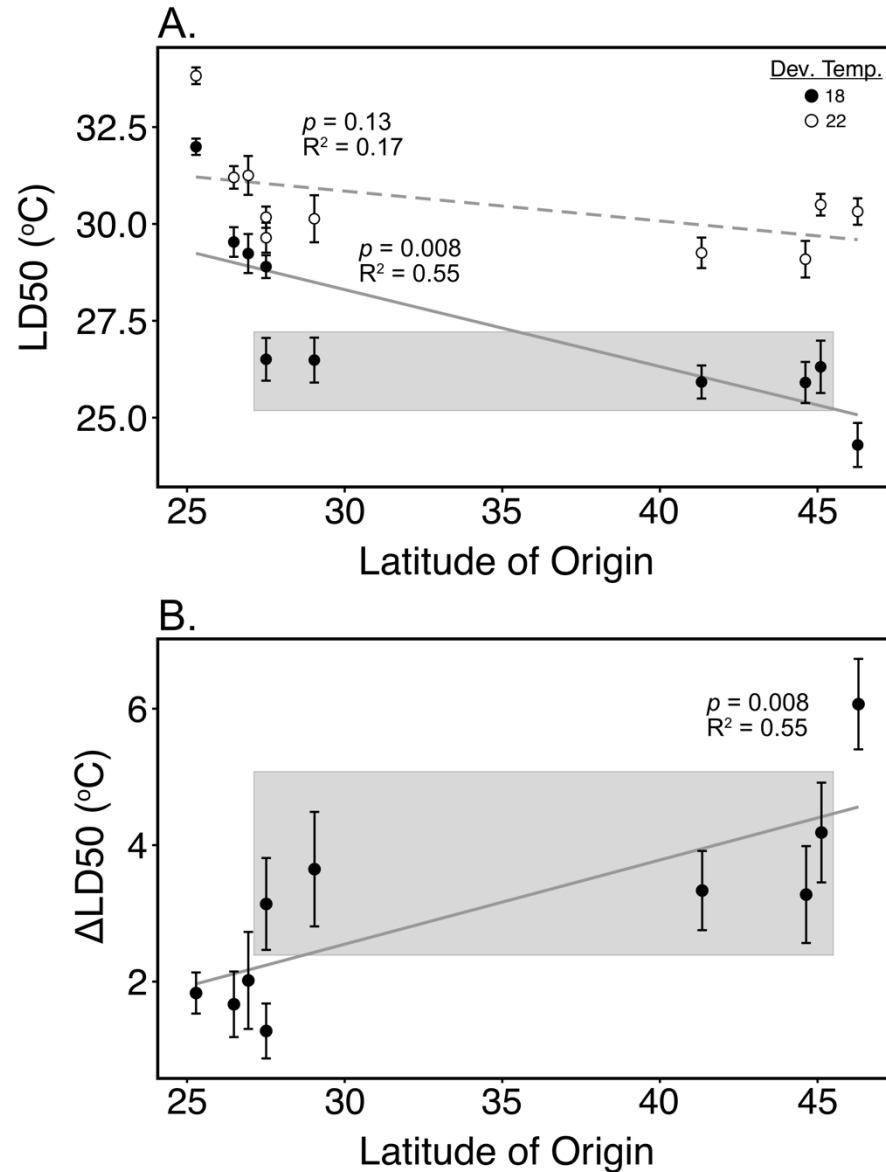 A.
Dev. Temp.
18
22
p = 0.13
R² = 0.17
p = 0.008
R² = 0.55
32.5
30.0
27.5
25.0
LD50 (°C)
25 30 35 40 45
Latitude of Origin
B.
p = 0.008
R² = 0.55
6
4
2
ΔLD50 (°C)
25 30 35 40 45
Latitude of Origin